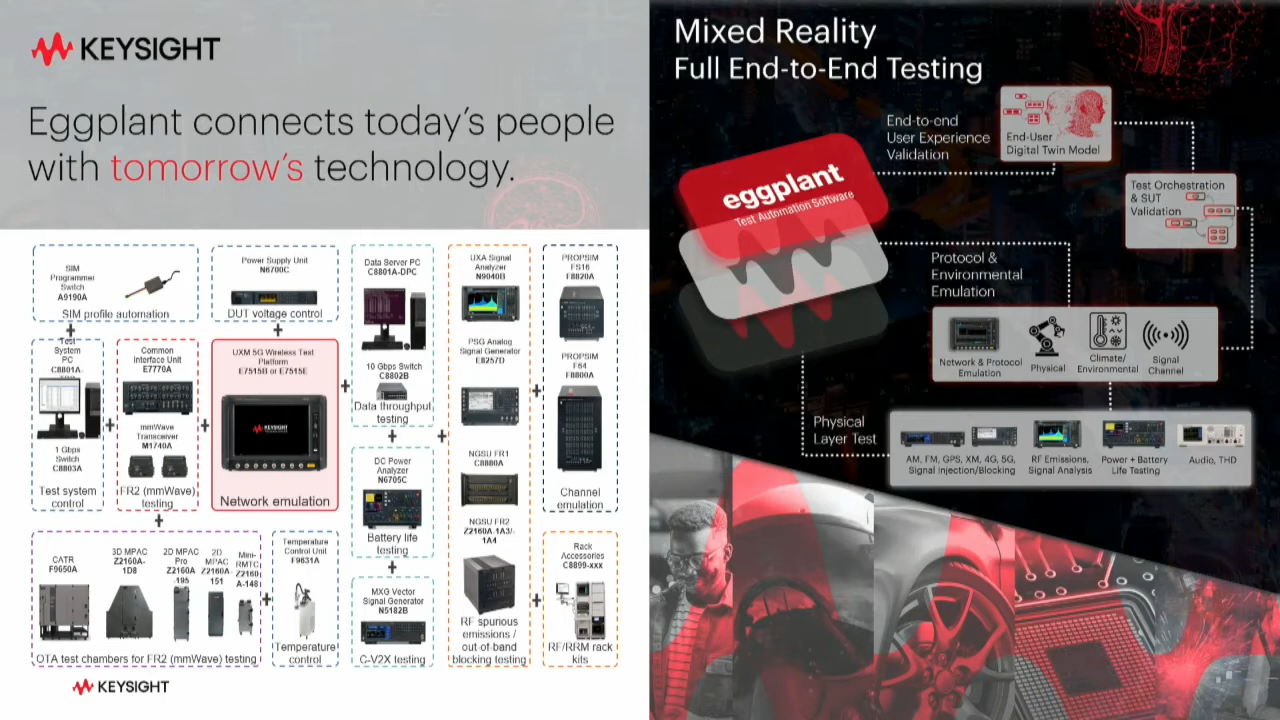 KEYSIGHT
Eggplant connects today's people
with tomorrow's technology.
SIM
Programmer
Switch
A9190A
SIM profile automation
Power Supply Unit
N6700C
DUT voltage control
Data Server PC
C8801A-DPC
10 Gbps Switch
C8802B
Data throughput
testing
UXA Signal
Analyzer
N9040B
PSG Analog
Signal Generator
E8257D
NGSU FR1
C8880A
NGSU FR2
Z2160A-1A3/-
1A4
RF spurious
emissions /
out-of-band
blocking testing
PROPSIM
FS16
F8820A
PROPSIM
F64
F8800A
Channel
emulation
Test
System
PC
C8801A-
1 Gbps
Switch
C8803A
Test system
control
Common
Interface Unit
E7770A
mmWave
Transceiver
M1740A
FR2 (mmWave)
testing
UXM 5G Wireless Test
Platform
E7515B or E7515E
KEYSIGHT
Network emulation
DC Power
Analyzer
N6705C
Battery life
testing
CATR
F9650A
3D MPAC
Z2160A-
1D8
2D MPAC
Pro
Z2160A
-195
2D
MPAC
Z2160A-
151
Mini-
RMTC
Z2160
A-148
OTA test chambers for FR2 (mmWave) testing
Temperature
Control Unit
F9631A
Temperature
control
MXG Vector
Signal Generator
N5182B
C-V2X testing
Rack
Accessories
C8899-xxx
RF/RRM rack
kits
KEYSIGHT
Mixed Reality
Full End-to-End Testing
eggplant
Test Automation Software
End-to-end
User Experience
Validation
End-User
Digital Twin Model
Test Orchestration
& SUT
Validation
Protocol &
Environmental
Emulation
Network & Protocol
Emulation
Physical
Climate/
Environmental
Signal
Channel
Physical
Layer Test
AM, FM, GPS, XM, 4G, 5G,
Signal Injection/Blocking
RF Emissions,
Signal Analysis
Power + Battery
Life Testing
Audio, THD